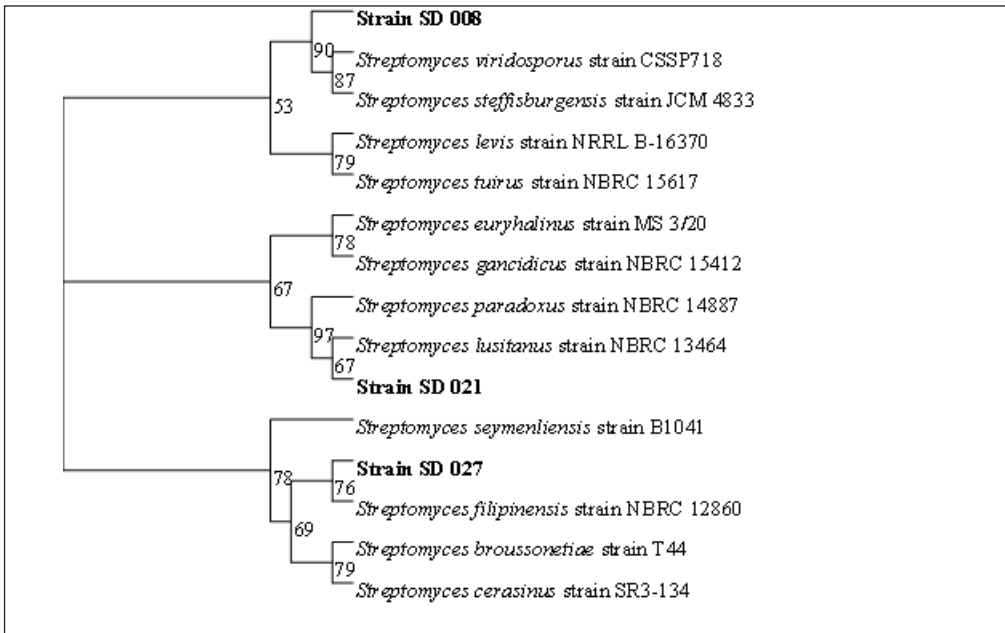 Strain SD 008
90
Streptomyces viridosporus strain CSSP718
87
Streptomyces steffisburgensis strain JCM 4833
53
Streptomyces levis strain NRRL B-16370
79
Streptomyces tuirus strain NBRC 15617
Streptomyces euryhalinus strain MS 3/20
78
Streptomyces gancidicus strain NBRC 15412
67
Streptomyces paradoxus strain NBRC 14887
97
Streptomyces lusitanus strain NBRC 13464
67
Strain SD 021
Streptomyces seymenliensis strain B1041
78
Strain SD 027
76
Streptomyces filipinensis strain NBRC 12860
69
Streptomyces broussonetiae strain T44
79
Streptomyces cerasinus strain SR3-134